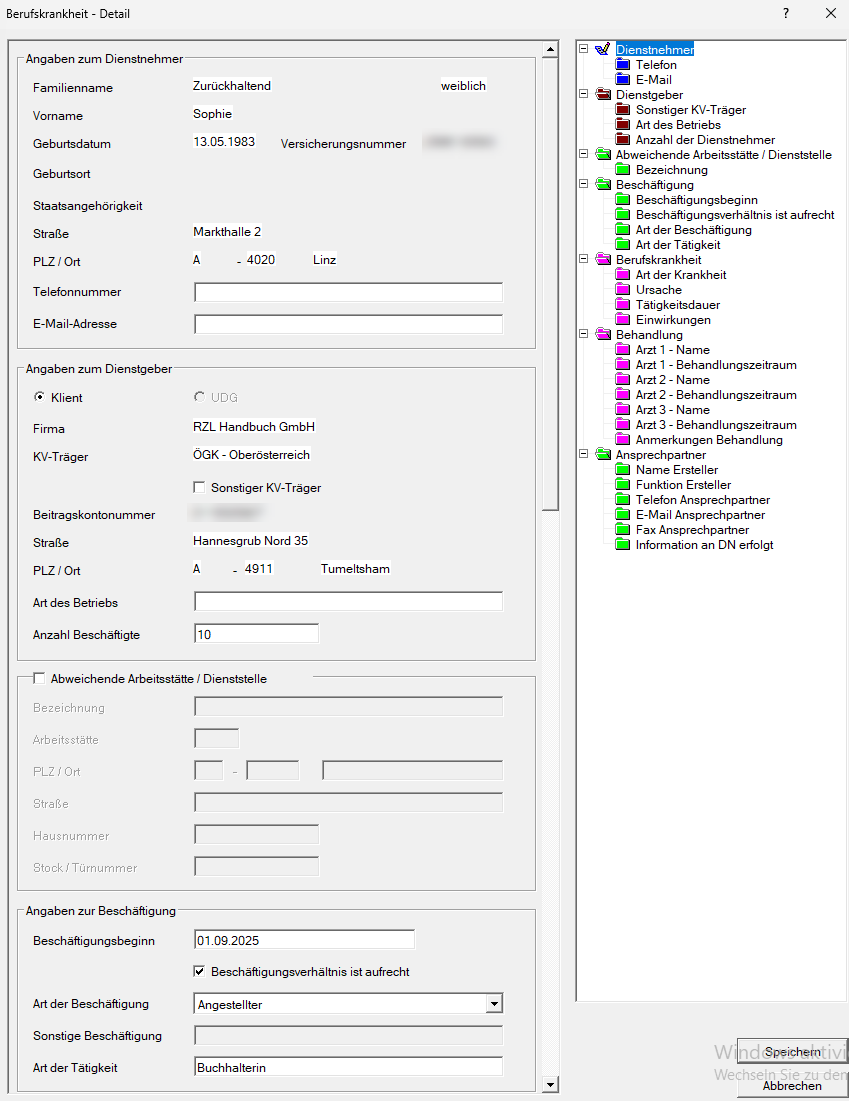 Berufskrankheit - Detail
?
Angaben zum Dienstnehmer
Familienname Zurückhaltend weiblich
Vorname Sophie
Geburtsdatum 13.05.1983 Versicherungsnummer
Geburtsort
Staatsangehörigkeit
Straße Markthalle 2
PLZ / Ort A - 4020 Linz
Telefonnummer
E-Mail-Adresse
Angaben zum Dienstgeber
Klient UDG
Firma RZL Handbuch GmbH
KV-Träger ÖGK - Oberösterreich
Sonstiger KV-Träger
Beitragskontonummer
Straße Hannesgrub Nord 35
PLZ / Ort A - 4911 Tumeltsham
Art des Betriebs
Anzahl Beschäftigte 10
Abweichende Arbeitsstätte / Dienststelle
Bezeichnung
Arbeitsstätte
PLZ / Ort -
Straße
Hausnummer
Stock / Türnummer
Angaben zur Beschäftigung
Beschäftigungsbeginn 01.09.2025
Beschäftigungsverhältnis ist aufrecht
Art der Beschäftigung Angestellter
Sonstige Beschäftigung
Art der Tätigkeit Buchhalterin
Dienstnehmer
Telefon
E-Mail
Dienstgeber
Sonstiger KV-Träger
Art des Betriebs
Anzahl der Dienstnehmer
Abweichende Arbeitsstätte / Dienststelle
Bezeichnung
Beschäftigung
Beschäftigungsbeginn
Beschäftigungsverhältnis ist aufrecht
Art der Beschäftigung
Art der Tätigkeit
Berufskrankheit
Art der Krankheit
Ursache
Tätigkeitsdauer
Einwirkungen
Behandlung
Arzt 1 - Name
Arzt 1 - Behandlungszeitraum
Arzt 2 - Name
Arzt 2 - Behandlungszeitraum
Arzt 3 - Name
Arzt 3 - Behandlungszeitraum
Anmerkungen Behandlung
Ansprechpartner
Name Ersteller
Funktion Ersteller
Telefon Ansprechpartner
E-Mail Ansprechpartner
Fax Ansprechpartner
Information an DN erfolgt
Speichern
Wechseln Sie zu den
Abbrechen